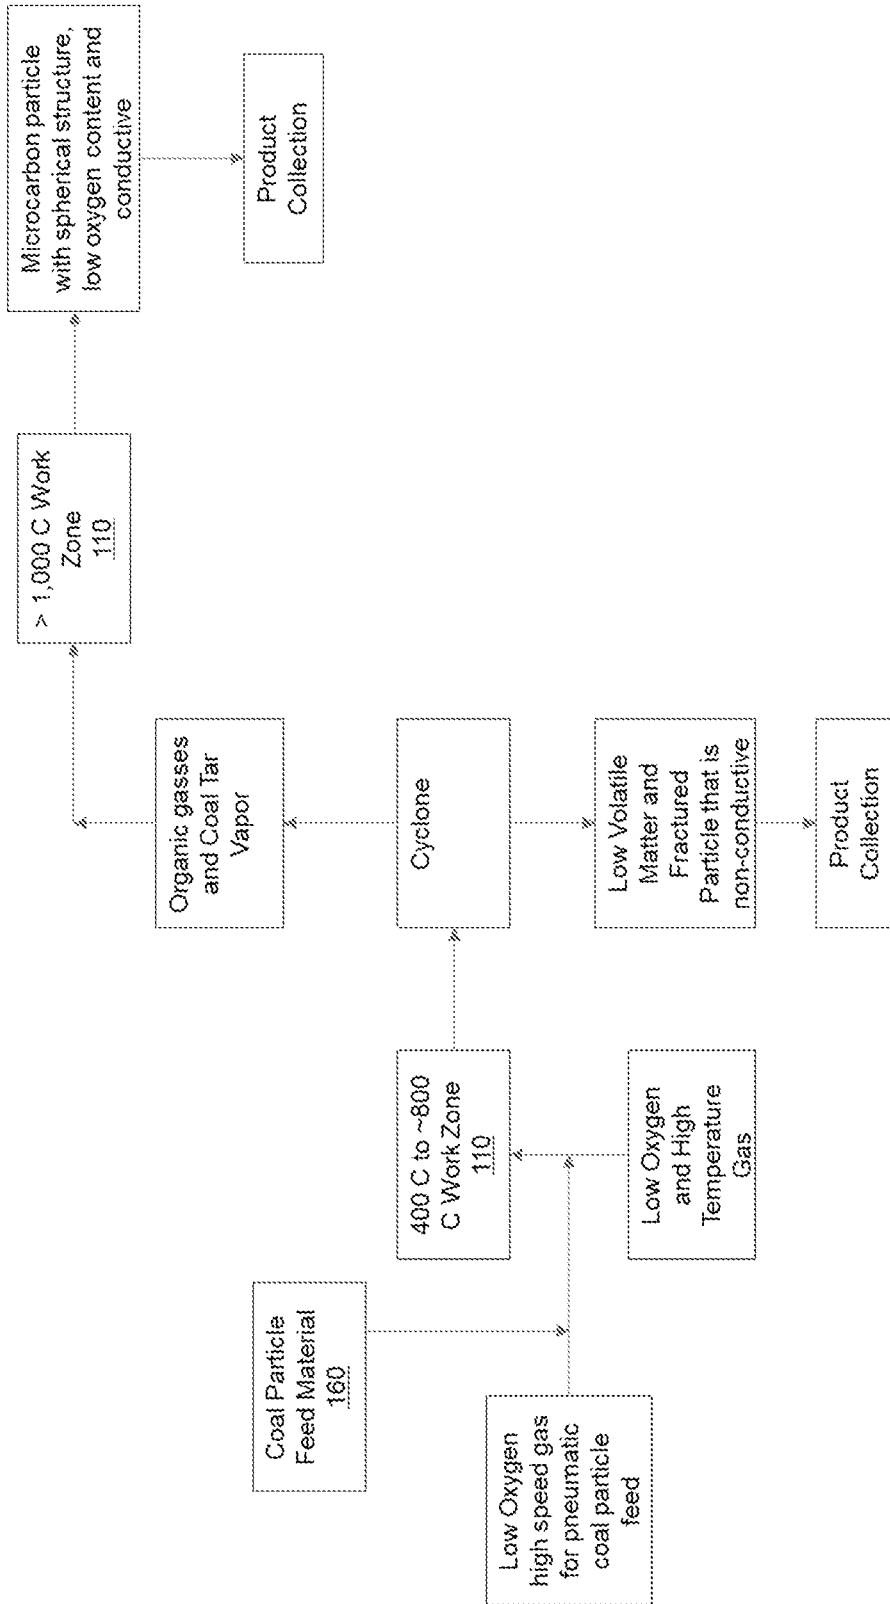 Low Oxygen
high speed gas
for pneumatic
coal particle
feed
Coal Particle
Feed Material
160
400 C to ~800
C Work Zone
110
Low Oxygen
and High
Temperature
Gas
Organic gasses
and Coal Tar
Vapor
Cyclone
Low Volatile
Matter and
Fractured
Particle that is
non-conductive
Product
Collection
> 1,000 C Work
Zone
110
Microcarbon particle
with spherical structure,
low oxygen content and
conductive
Product
Collection